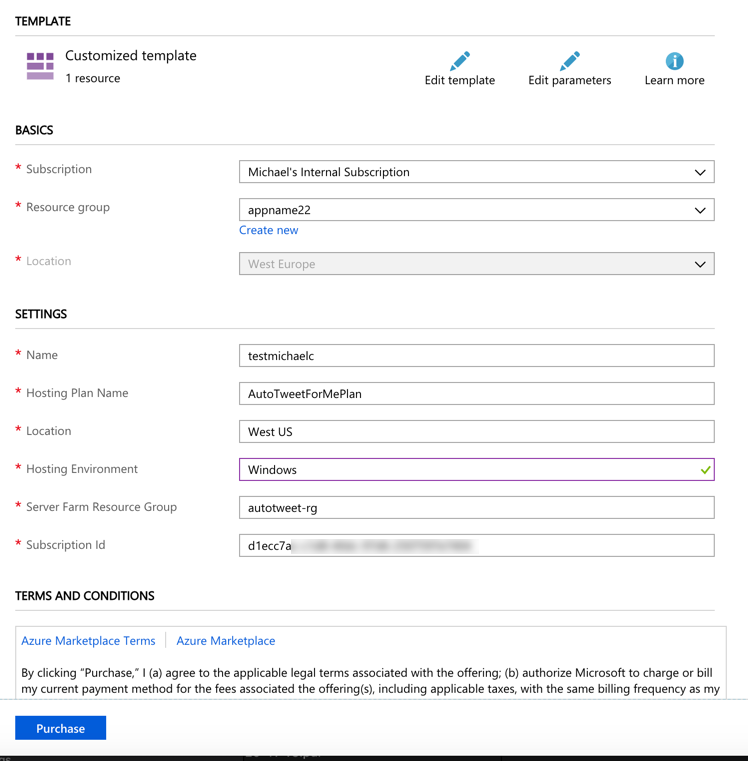 TEMPLATE
Customized template
1 resource
Edit template
Edit parameters
Learn more
BASICS
* Subscription
Michael's Internal Subscription
* Resource group
appname22
Create new
* Location
West Europe
SETTINGS
* Name
testmichaelc
* Hosting Plan Name
AutoTweetForMePlan
* Location
West US
* Hosting Environment
Windows
* Server Farm Resource Group
autotweet-rg
* Subscription Id
d1ecc7a
TERMS AND CONDITIONS
Azure Marketplace Terms | Azure Marketplace
By clicking “Purchase,” I (a) agree to the applicable legal terms associated with the offering; (b) authorize Microsoft to charge or bill
my current payment method for the fees associated the offering(s), including applicable taxes, with the same billing frequency as my
Purchase